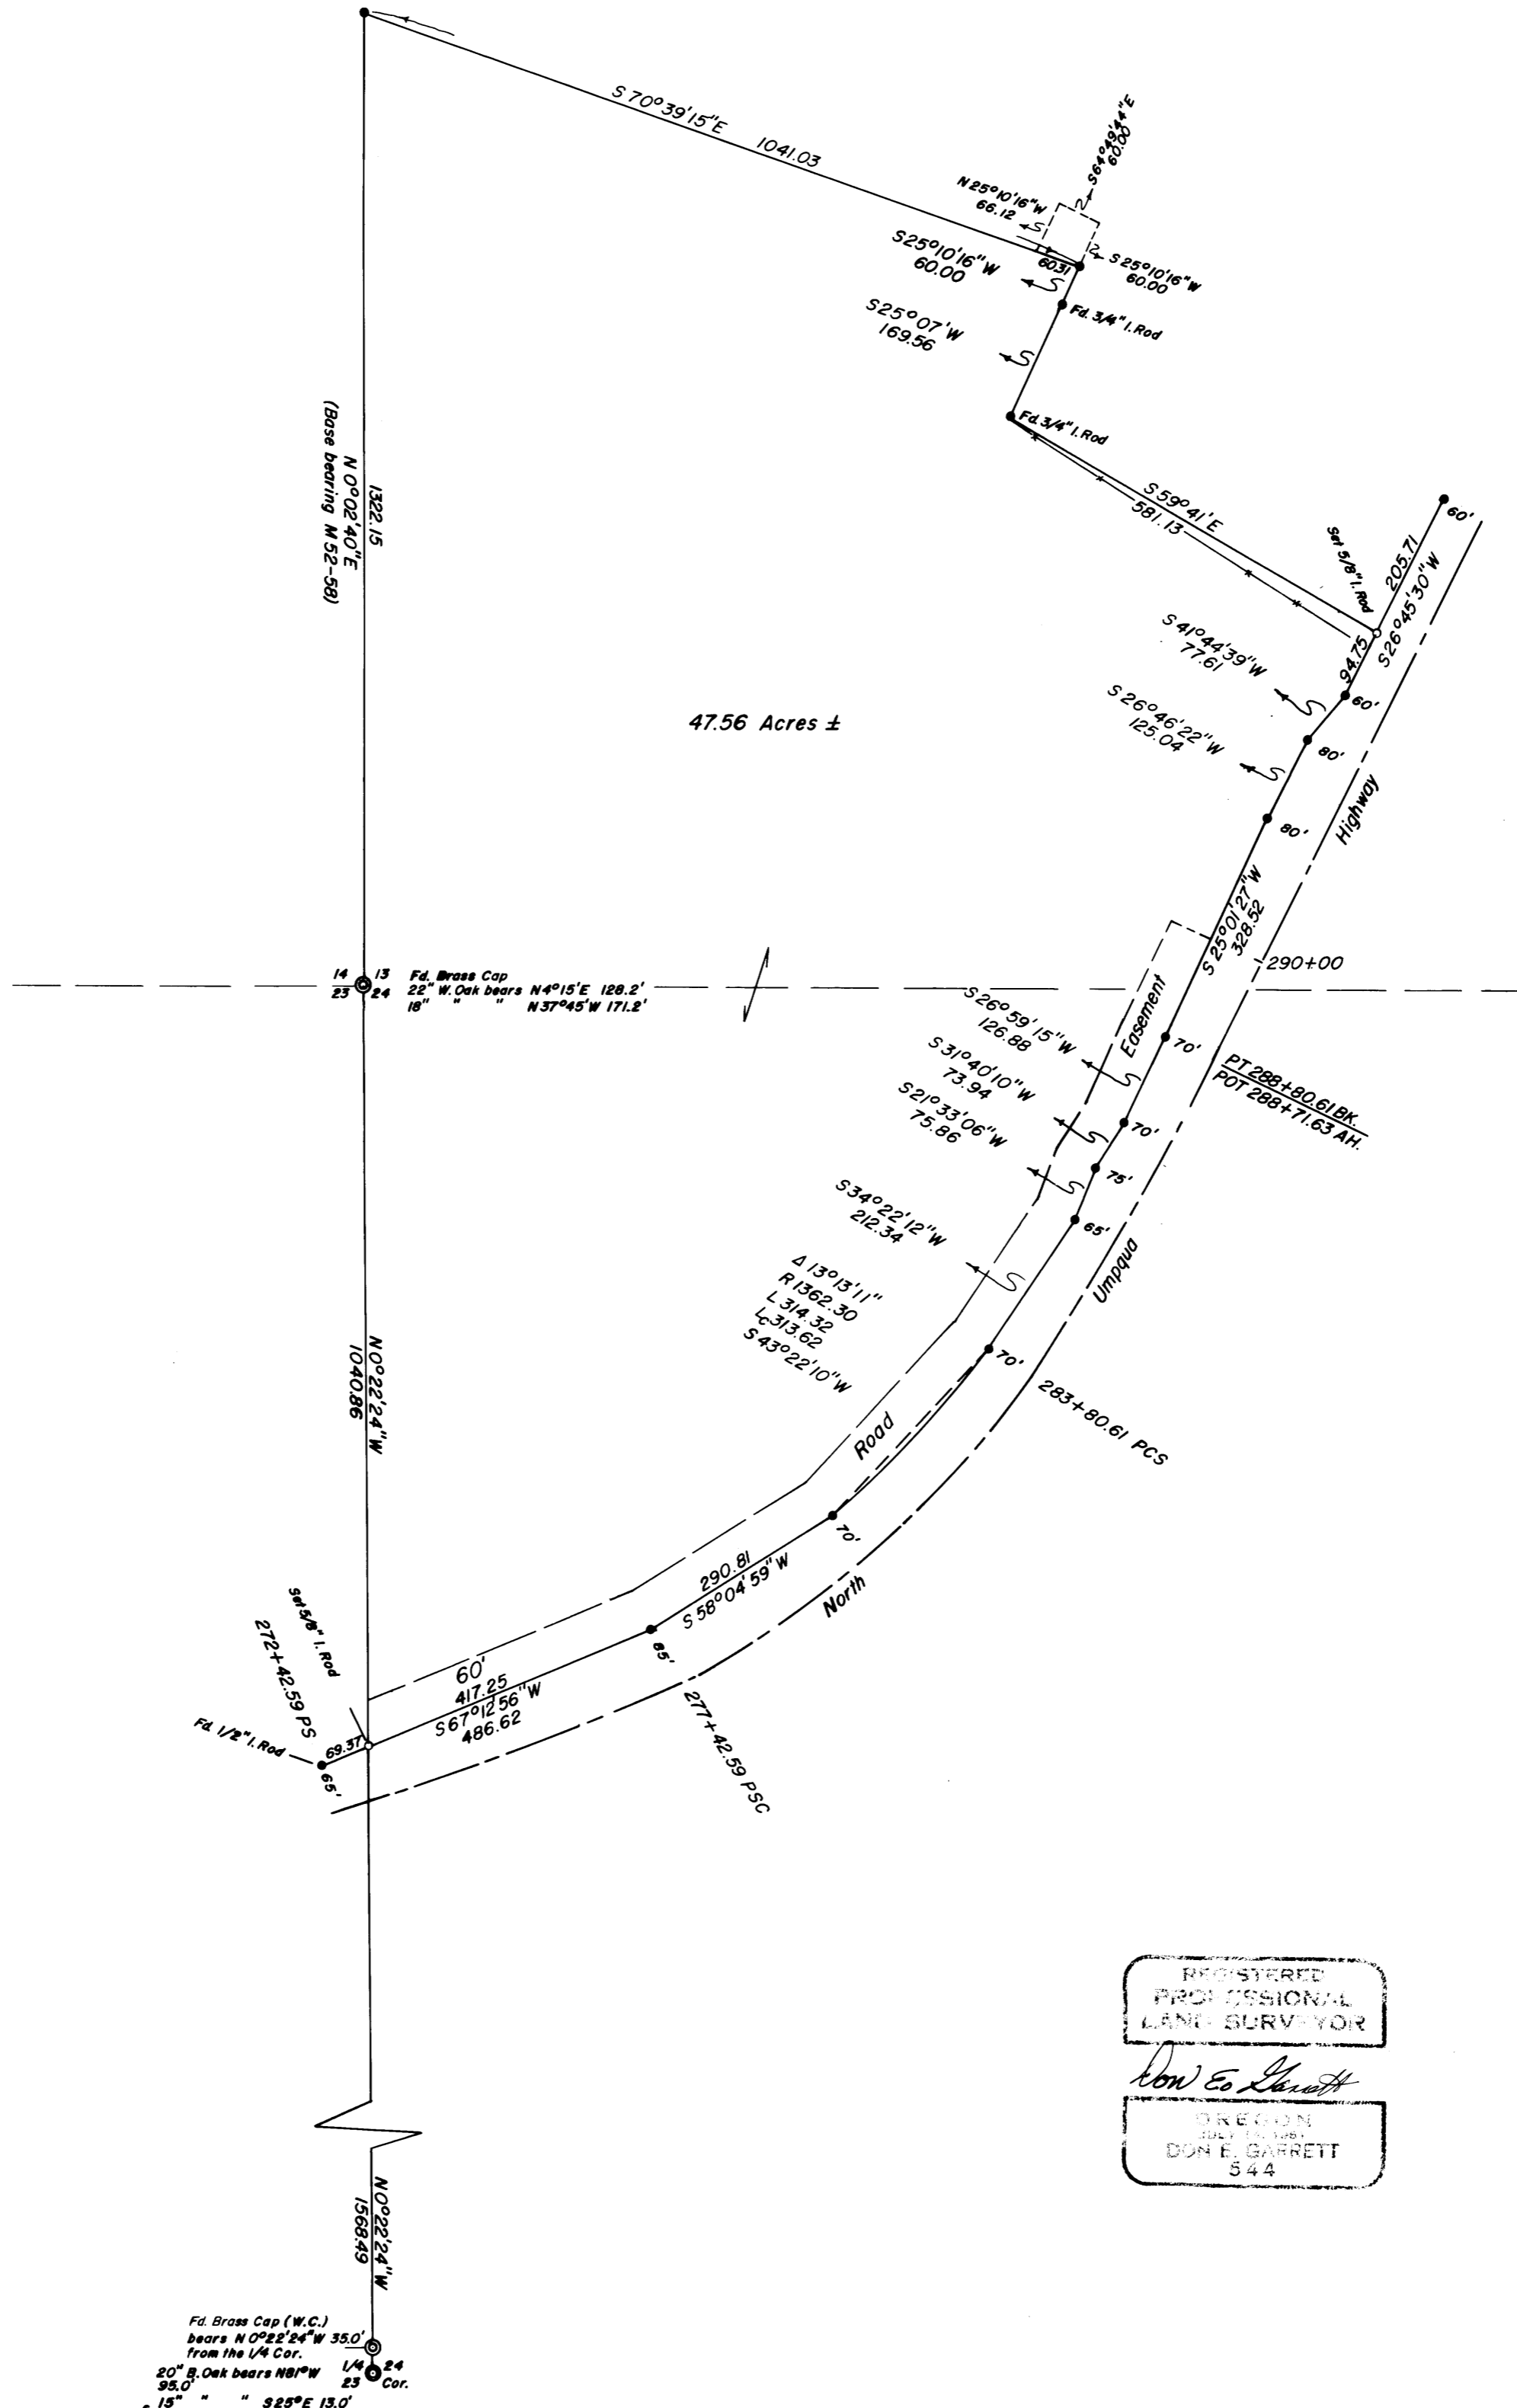 S 70°39'15"E
1041.03
S64°49'44"E
60.00
N 25°10'16"W
66.12
S25°10'16"W
60.00
60.31
S 25°10'16"W
60.00
Fd. 3/4" I. Rod
S25°07'W
169.56
Fd. 3/4" I. Rod
S 59°41'E
581.13
60'
205.71
S26°45'30"W
Set 5/8" I. Rod
94.75
1322.15
N 0°02'40"E
(Base bearing M 52-58)
S 41°44'39"W
77.61
60'
S 26°46'22"W
125.04
80'
47.56 Acres ±
80'
Highway
S 25°01'27"W
328.52
290+00
14 13
23 24
Fd. Brass Cap
22" W. Oak bears N4°15'E 128.2'
18" " " N37°45'W 171.2'
Easement
S 26°59'15"W
126.88
70'
PT 288+80.61 BK.
POT 288+71.63 AH.
S 31°40'10"W
73.94
70'
S21°33'06"W
75.86
75'
S34°22'12"W
212.34
65'
Umpqua
Δ 13°13'11"
R 1362.30
L 314.32
Lc 313.62
S 43°22'10"W
70'
283+80.61 PCS
N0°22'24"W
1040.86
Road
70'
290.81
S 58°04'59"W
North
85'
Set 5/8" I. Rod
272+42.59 PS
60'
417.25
S 67°12'56"W
486.62
277+42.59 PSC
Fd. 1/2" I. Rod
69.37
65'
REGISTERED
PROFESSIONAL
LAND SURVEYOR
Don E. Garrett
OREGON
JULY
DON E. GARRETT
544
N0°22'24"W
1568.49
Fd. Brass Cap (W.C.)
bears N 0°22'24"W 35.0'
from the 1/4 Cor.
20" B. Oak bears N81°W
95.0'
15" " " S25°E 13.0'
1/4 24
23 Cor.